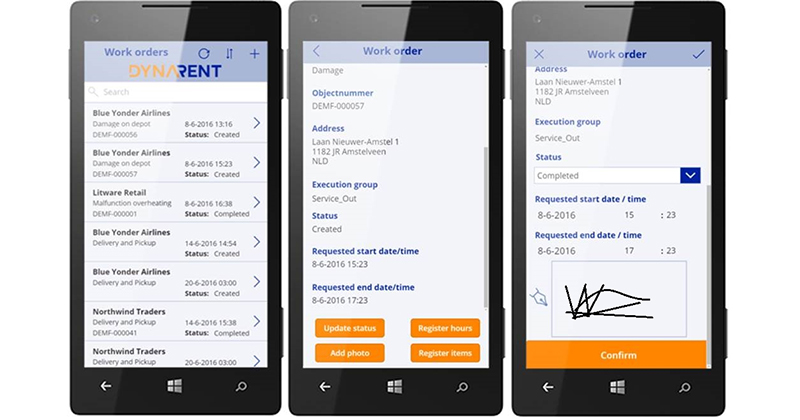 Work orders
DYNARENT
Search
Blue Yonder Airlines
Damage on depot 8-6-2016 13:16
DEMF-000056 Status: Created
Blue Yonder Airlines
Damage on depot 8-6-2016 15:23
DEMF-000057 Status: Created
Litware Retail
Malfunction overheating 8-6-2016 16:38
DEMF-000001 Status: Completed
Blue Yonder Airlines
Delivery and Pickup 14-6-2016 14:54
Status: Created
Blue Yonder Airlines
Delivery and Pickup 20-6-2016 03:00
Status: Created
Northwind Traders
Delivery and Pickup 14-6-2016 15:38
DEMF-000041 Status: Completed
Northwind Traders
Delivery and Pickup 20-6-2016 03:00
Work order
Damage
Objectnummer
DEMF-000057
Address
Laan Nieuwer-Amstel 1
1182 JR Amstelveen
NLD
Execution group
Service_Out
Status
Created
Requested start date/time
8-6-2016 15:23
Requested end date/time
8-6-2016 17:23
Update status Register hours
Add photo Register items
Work order
Address
Laan Nieuwer-Amstel 1
1182 JR Amstelveen
NLD
Execution group
Service_Out
Status
Completed
Requested start date / time
8-6-2016 15 : 23
Requested end date / time
8-6-2016 17 : 23
Confirm